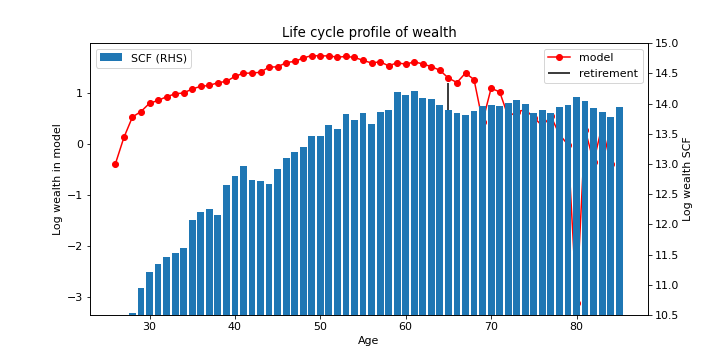 Life cycle profile of wealth
SCF (RHS)
model
retirement
Log wealth in model
1
0
−1
−2
−3
15.0
14.5
14.0
13.5
13.0
12.5
12.0
11.5
11.0
10.5
Log wealth SCF
30 40 50 60 70 80
Age